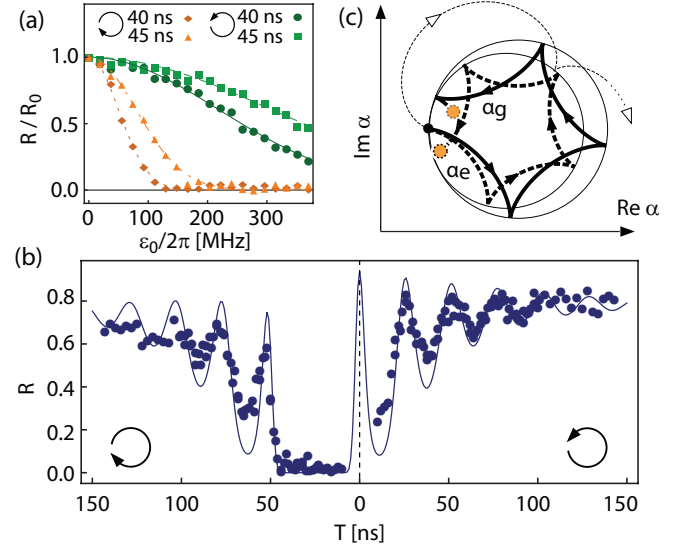 (a)
40 ns 40 ns
45 ns 45 ns
R / R0
1.0
0.5
0.0
0 100 200 300
ε0/2π [MHz]
(c)
Im α
αg
αe
Re α
(b)
R
0.8
0.6
0.4
0.2
0.0
150 100 50 0 50 100 150
T [ns]